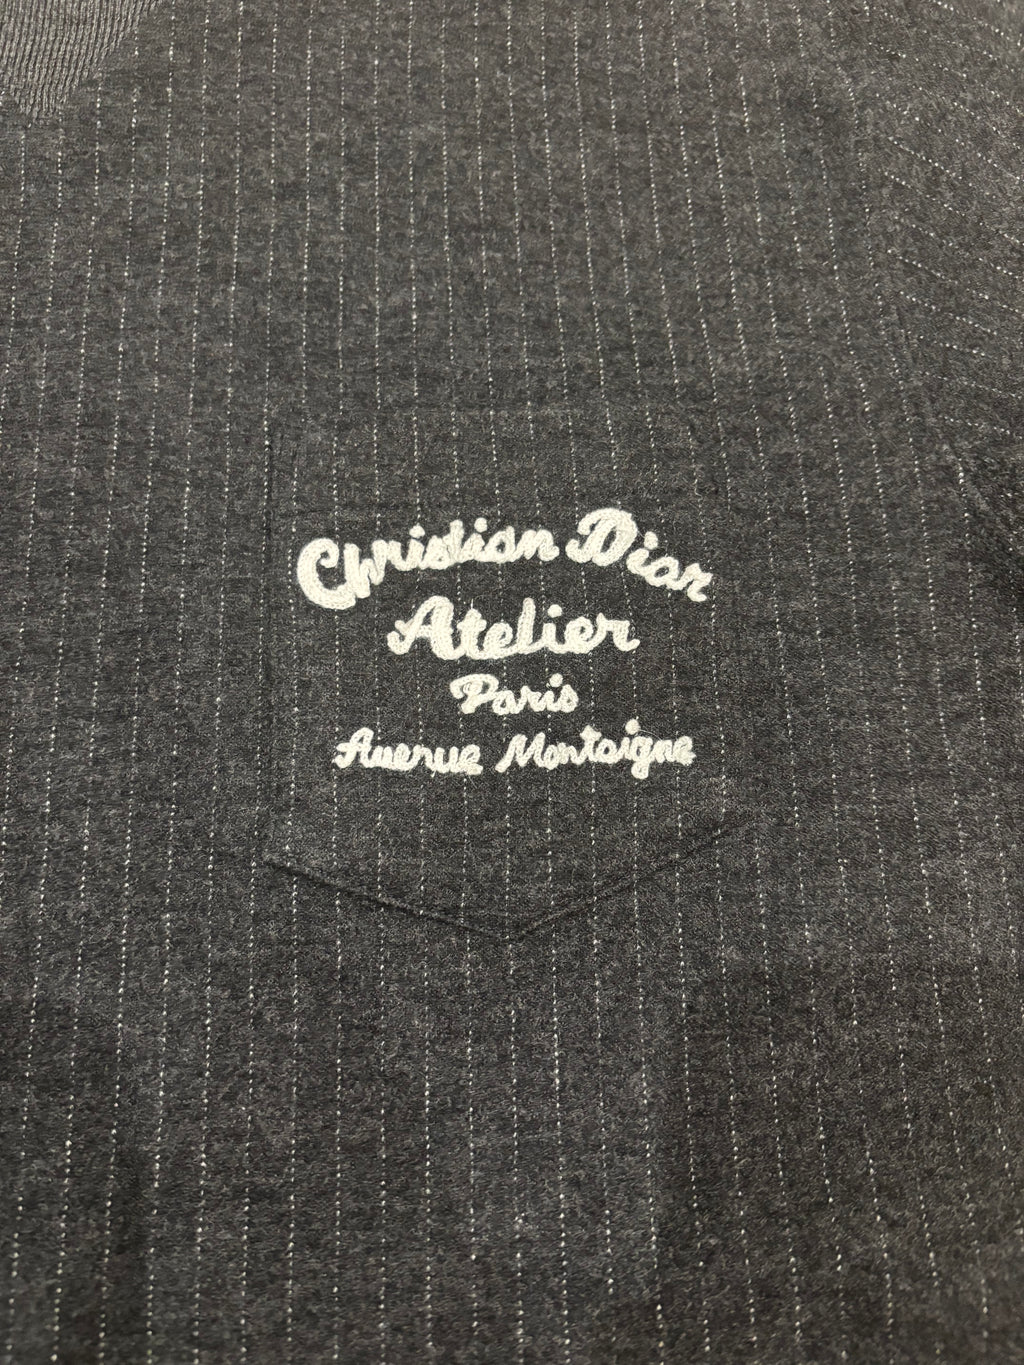 Christian Dior
Atelier
Paris
Avenue Montaigne